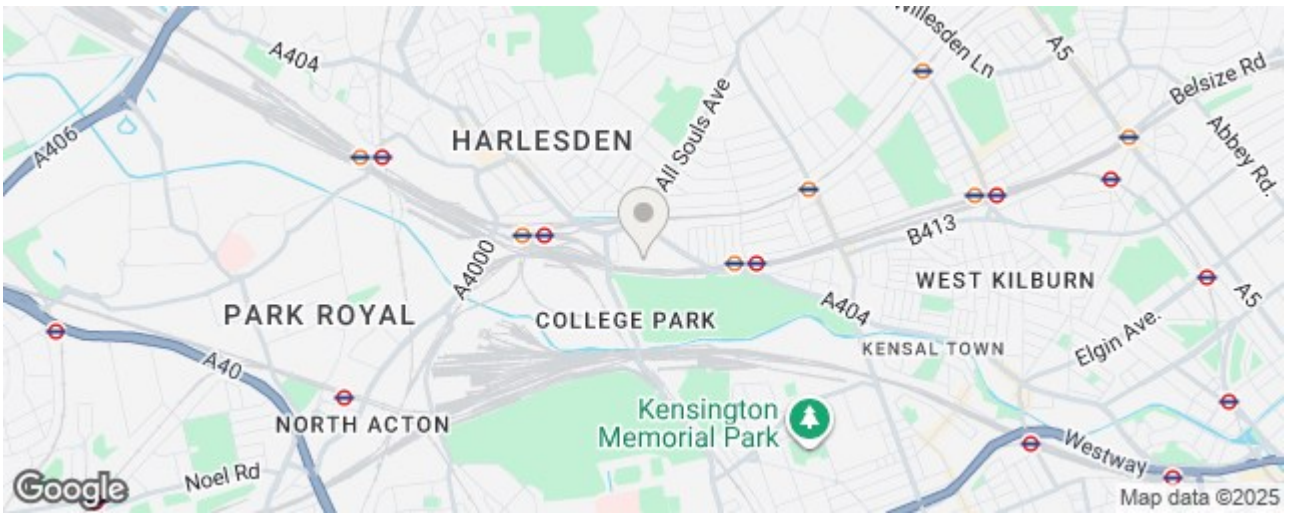 Willesden Ln
A404
A5
Belsize Rd
A406
HARLESDEN
All Souls Ave
Abbey Rd.
A4000
B413
WEST KILBURN
PARK ROYAL
COLLEGE PARK
A404
A5
KENSAL TOWN
Elgin Ave.
A40
NORTH ACTON
Kensington
Memorial Park
Westway
Noel Rd
Google
Map data ©2025